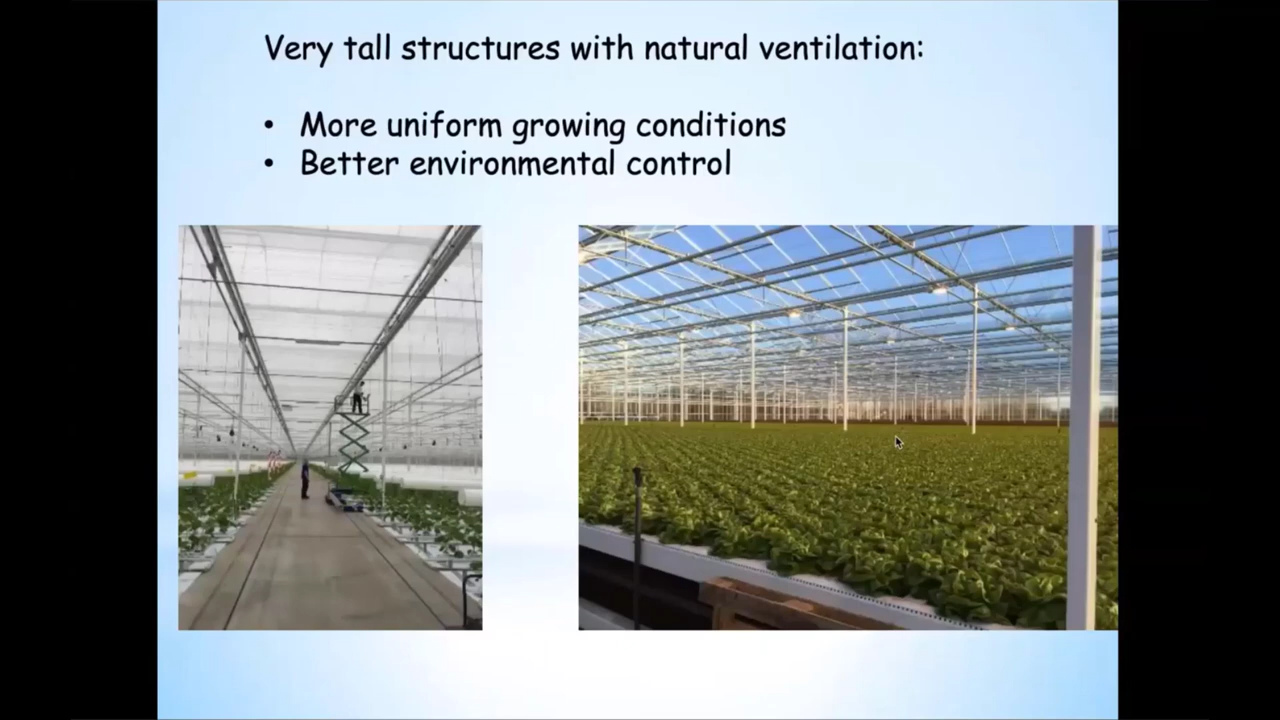 Very tall structures with natural ventilation:
• More uniform growing conditions
• Better environmental control